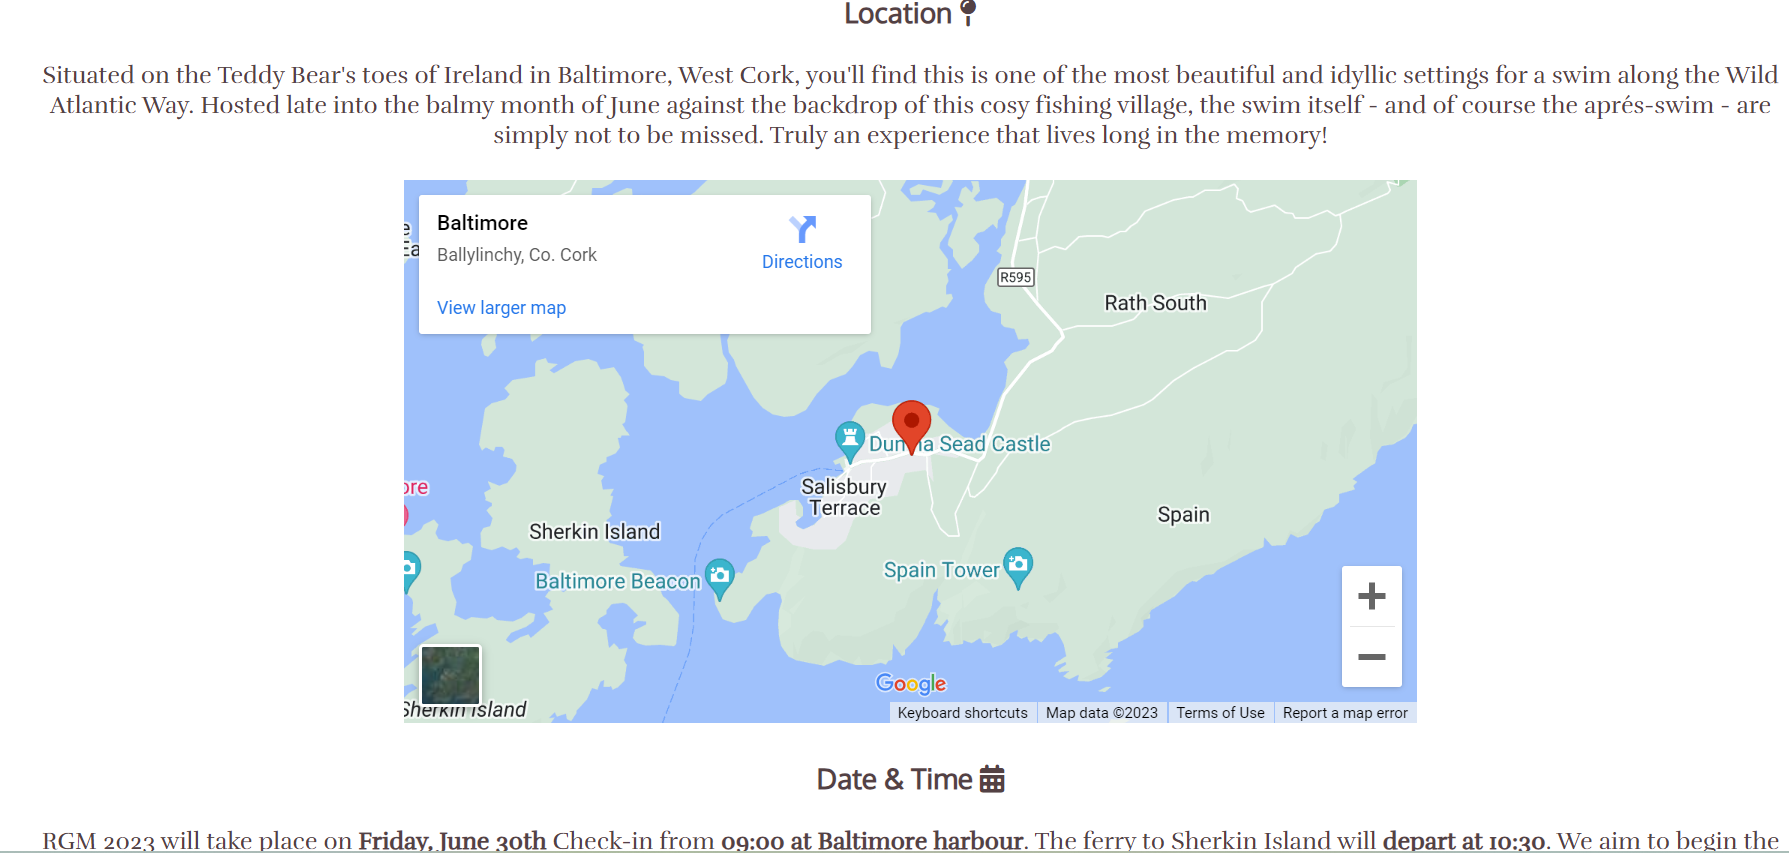 Location
Situated on the Teddy Bear's toes of Ireland in Baltimore, West Cork, you'll find this is one of the most beautiful and idyllic settings for a swim along the Wild
Atlantic Way. Hosted late into the balmy month of June against the backdrop of this cosy fishing village, the swim itself - and of course the aprés-swim - are
simply not to be missed. Truly an experience that lives long in the memory!
Baltimore
Ballylinchy, Co. Cork
Directions
View larger map
R595
Rath South
Sead Castle
ore
Salisbury
Terrace
Spain
Sherkin Island
Spain Tower
Baltimore Beacon
Sherkin Island
Google
Keyboard shortcuts
Map data ©2023
Terms of Use
Report a map error
Date & Time
RGM 2023 will take place on Friday, June 30th Check-in from 09:00 at Baltimore harbour. The ferry to Sherkin Island will depart at 10:30. We aim to begin the